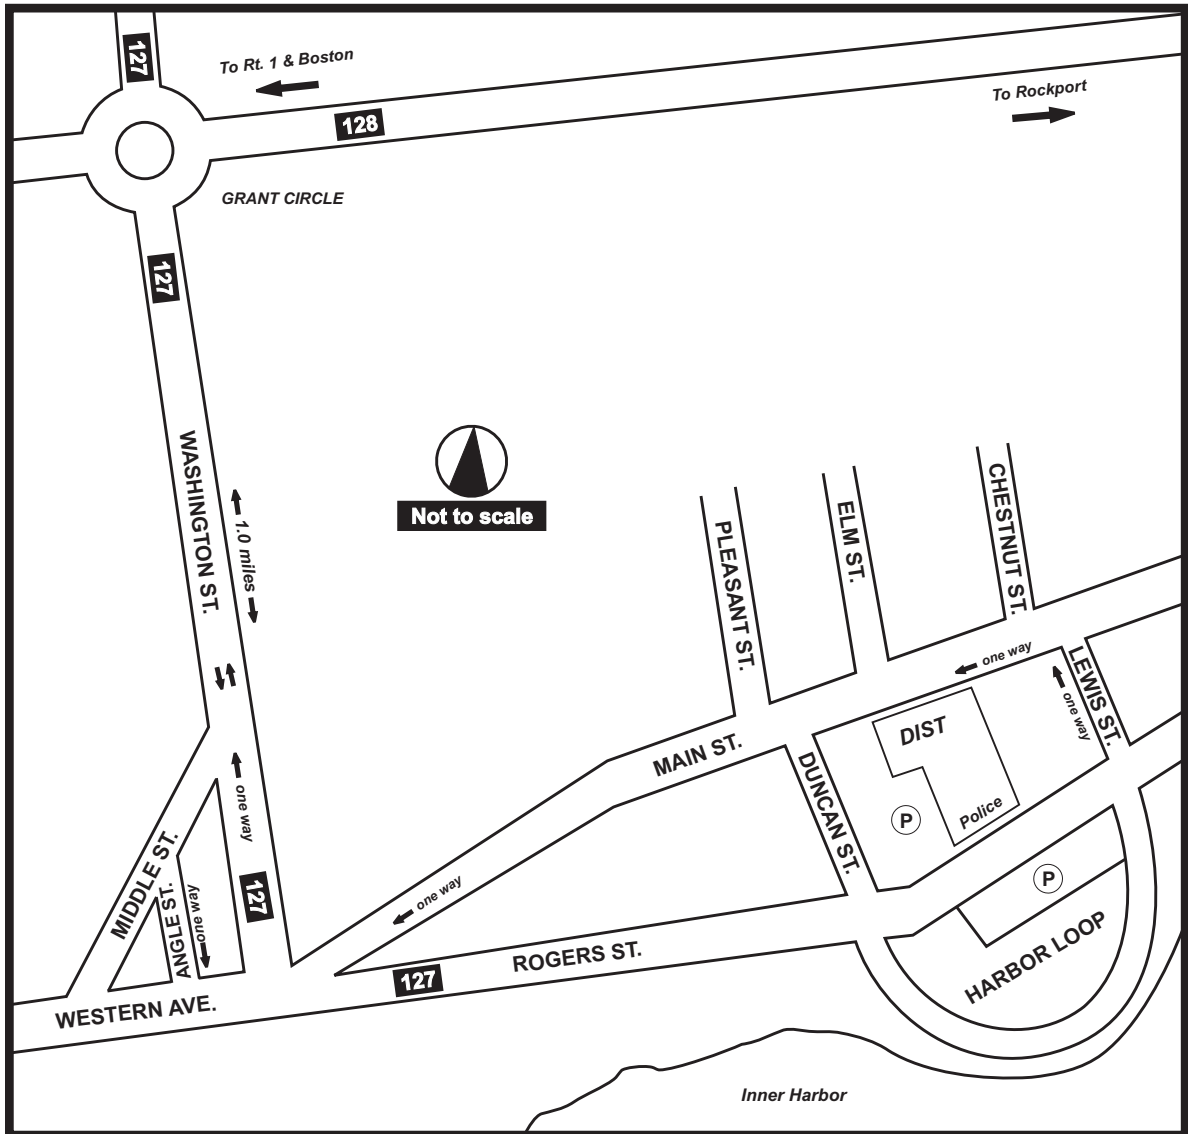 127
To Rt. 1 & Boston
128
To Rockport
GRANT CIRCLE
127
WASHINGTON ST.
1.0 miles
Not to scale
PLEASANT ST.
ELM ST.
CHESTNUT ST.
one way
LEWIS ST.
one way
DIST
Police
P
MAIN ST.
DUNCAN ST.
one way
MIDDLE ST.
ANGLE ST.
one way
127
one way
P
HARBOR LOOP
ROGERS ST.
127
WESTERN AVE.
Inner Harbor